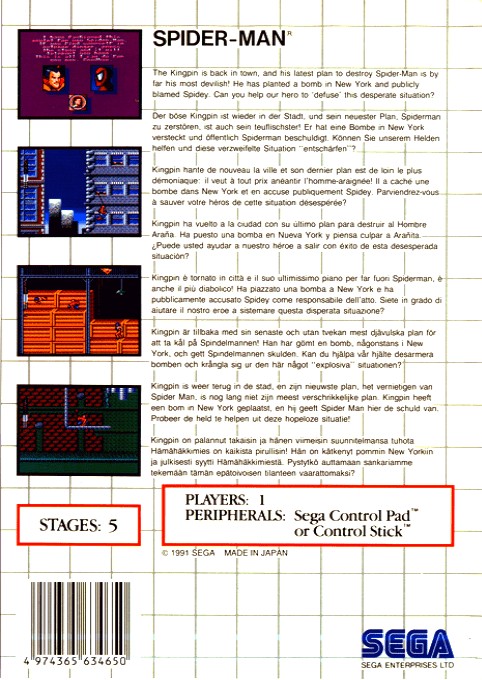 SPIDER-MAN®
The Kingpin is back in town, and his latest plan to destroy Spider-Man is by
far his most devilish! He has planted a bomb in New York and publicly
blamed Spidey. Can you help our hero to 'defuse' this desperate situation?
Der böse Kingpin ist wieder in der Stadt, und sein neuester Plan, Spiderman
zu zerstören, ist auch sein teuflischster! Er hat eine Bombe in New York
versteckt und öffentlich Spiderman beschuldigt. Können Sie unserem Helden
helfen und diese verzweifelte Situation "entschärfen"?
Kingpin hante de nouveau la ville et son dernier plan est de loin le plus
démoniaque: il veut à tout prix anéantir l'homme-araignée! Il a caché une
bombe dans New York et en accuse publiquement Spidey. Parviendrez-vous
à sauver votre héros de cette situation désespérée?
Kingpin ha vuelto a la ciudad con su último plan para destruir al Hombre
Araña. Ha puesto una bomba en Nueva York y piensa culpar a Arañita.
¿Puede usted ayudar a nuestro héroe a salir con éxito de esta desesperada
situación?
Kingpin è tornato in città e il suo ultimissimo piano per far fuori Spiderman, è
anche il più diabolico! Ha piazzato una bomba a New York e ha
pubblicamente accusato Spidey come responsabile dell'atto. Siete in grado di
aiutare il nostro eroe a sistemare questa disperata situazione?
Kingpin är tillbaka med sin senaste och utan tvekan mest djävulska plan för
att ta kål på Spindelmannen! Han har gömt en bomb, någonstans i New
York, och gett Spindelmannen skulden. Kan du hjälpa vår hjälte desarmera
bomben och krångla sig ur den här något "explosiva" situationen?
Kingpin is weer terug in de stad, en zijn nieuwste plan, het vernietigen van
Spider Man, is nog lang niet zijn meest verschrikkelijke plan. Kingpin heeft
een bom in New York geplaatst, en hij geeft Spider Man hier de schuld van.
Probeer de held te helpen uit deze hopeloze situatie!
Kingpin on palannut takaisin ja hänen viimeisin suunnitelmansa tuhota
Hämähäkkimies on kaikista pirullisin! Hän on kätkenyt pommin New Yorkiin
ja julkisesti syytti Hämähäkkimiestä. Pystytkö auttamaan sankariamme
tekemään tämän epätoivoisen tilanteen vaarattomaksi?
STAGES: 5
PLAYERS: 1
PERIPHERALS: Sega Control Pad™
or Control Stick™
© 1991 SEGA MADE IN JAPAN
4 974365 634650
SEGA
SEGA ENTERPRISES LTD